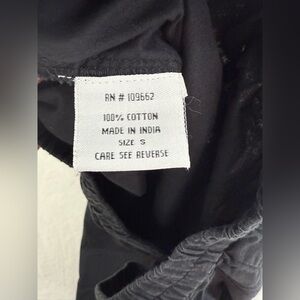 RN # 109662
100% COTTON
MADE IN INDIA
SIZE S
CARE SEE REVERSE